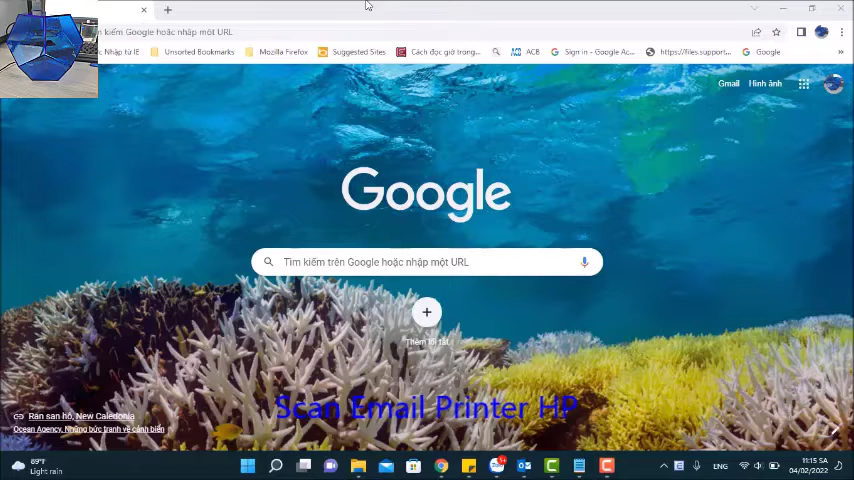 kiếm Google hoặc nhập một URL
Nhập từ IE
Unsorted Bookmarks
Mozilla Firefox
Suggested Sites
Cách đọc giờ trong...
ACB
Sign in - Google Ac...
https://files.support...
Google
»
Gmail
Hình ảnh
Google
Tìm kiếm trên Google hoặc nhập một URL
Thêm lối tắt
Scan Email Printer HP
Rạn san hô, New Caledonia
Ocean Agency, Những bức tranh về cảnh biển
89°F
Light rain
ENG
11:15 SA
04/02/2022